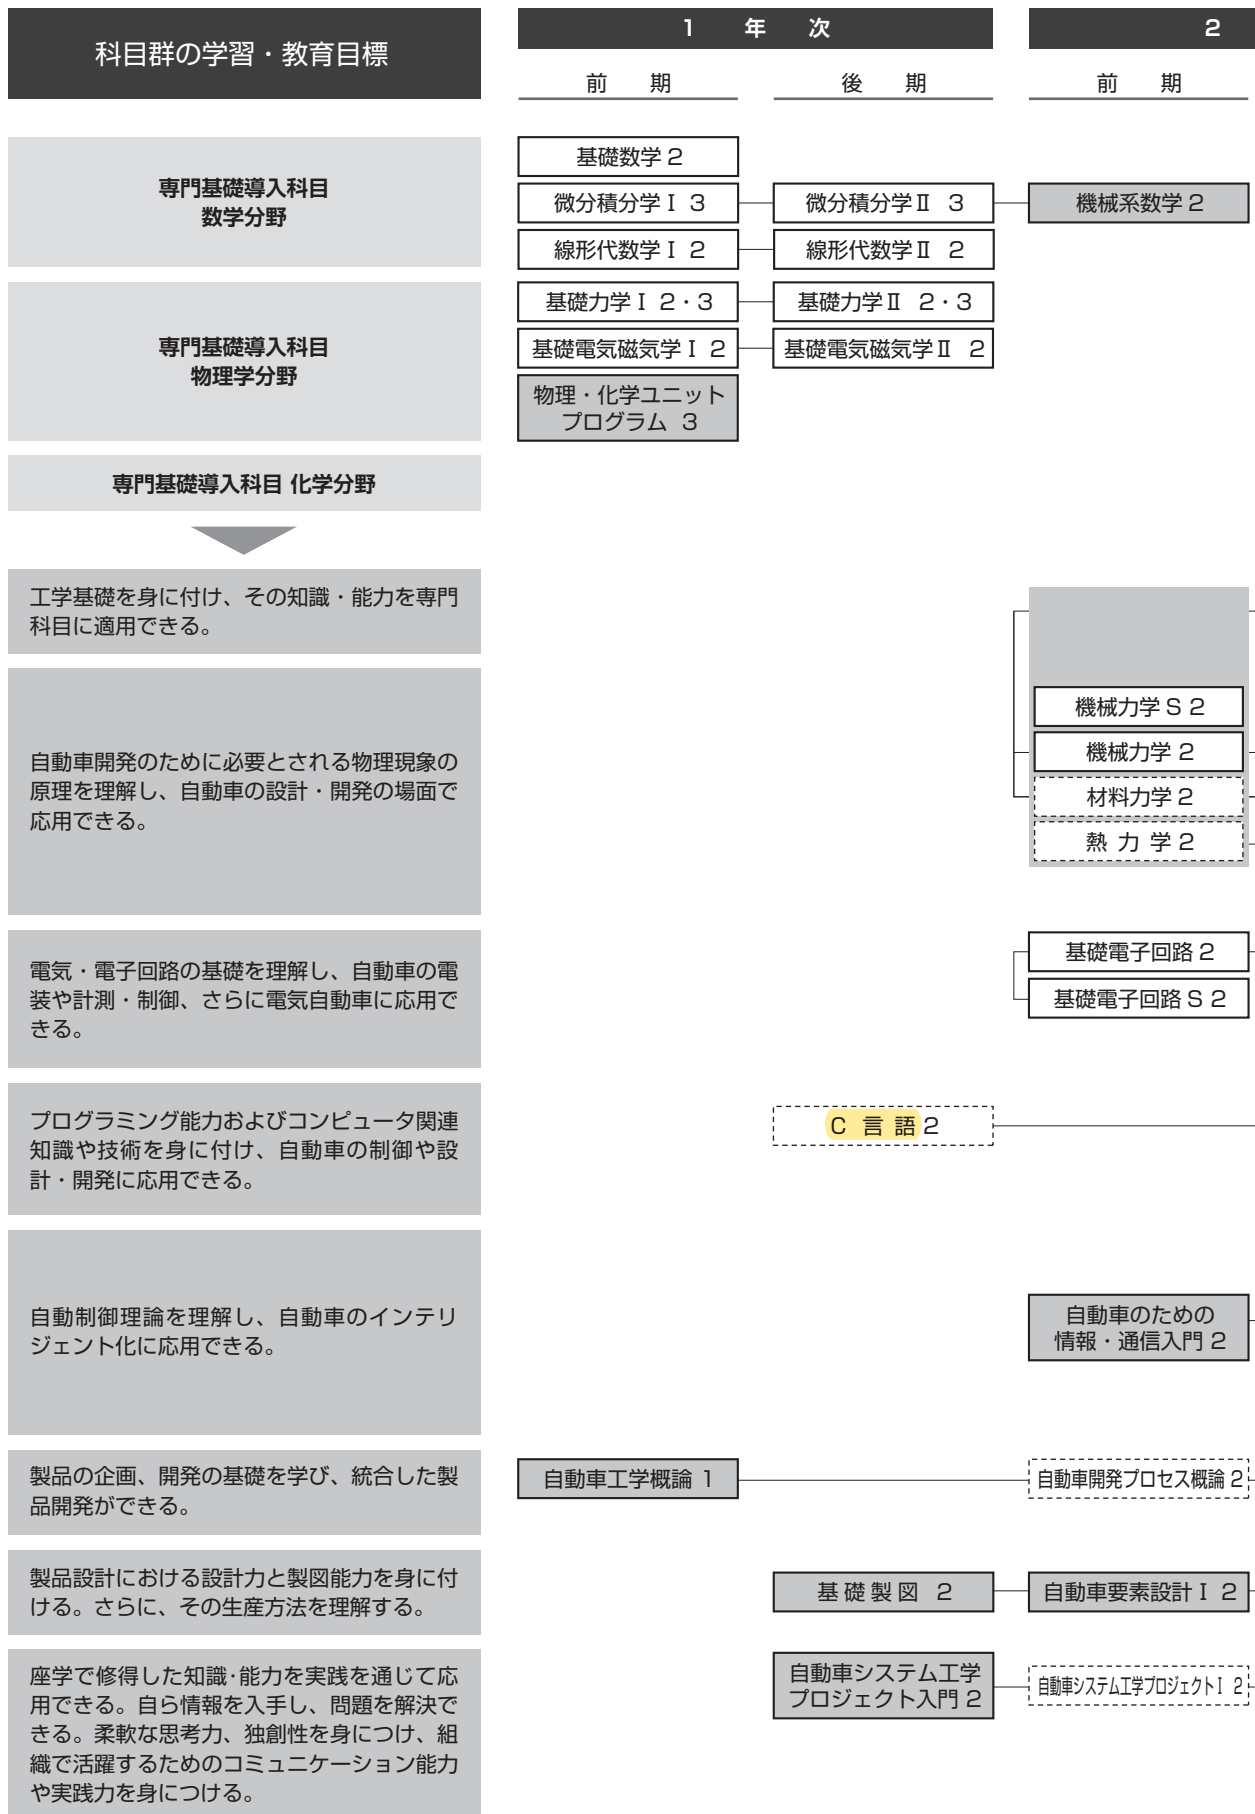 科目群の学習・教育目標
1 年 次
2
前 期
後 期
前 期
専門基礎導入科目
数学分野
基礎数学 2
微分積分学Ⅰ 3
微分積分学Ⅱ 3
機械系数学 2
線形代数学Ⅰ 2
線形代数学Ⅱ 2
専門基礎導入科目
物理学分野
基礎力学Ⅰ 2・3
基礎力学Ⅱ 2・3
基礎電気磁気学Ⅰ 2
基礎電気磁気学Ⅱ 2
物理・化学ユニット
プログラム 3
専門基礎導入科目 化学分野
工学基礎を身に付け、その知識・能力を専門
科目に適用できる。
自動車開発のために必要とされる物理現象の
原理を理解し、自動車の設計・開発の場面で
応用できる。
機械力学 S 2
機械力学 2
材料力学 2
熱 力 学 2
電気・電子回路の基礎を理解し、自動車の電
装や計測・制御、さらに電気自動車に応用で
きる。
基礎電子回路 2
基礎電子回路 S 2
プログラミング能力およびコンピュータ関連
知識や技術を身に付け、自動車の制御や設
計・開発に応用できる。
C 言 語 2
自動制御理論を理解し、自動車のインテリ
ジェント化に応用できる。
自動車のための
情報・通信入門 2
製品の企画、開発の基礎を学び、統合した製
品開発ができる。
自動車工学概論 1
自動車開発プロセス概論 2
製品設計における設計力と製図能力を身に付
ける。さらに、その生産方法を理解する。
基 礎 製 図 2
自動車要素設計Ⅰ 2
座学で修得した知識・能力を実践を通じて応
用できる。自ら情報を入手し、問題を解決で
きる。柔軟な思考力、独創性を身につけ、組
織で活躍するためのコミュニケーション能力
や実践力を身につける。
自動車システム工学
プロジェクト入門 2
自動車システム工学プロジェクトⅠ 2